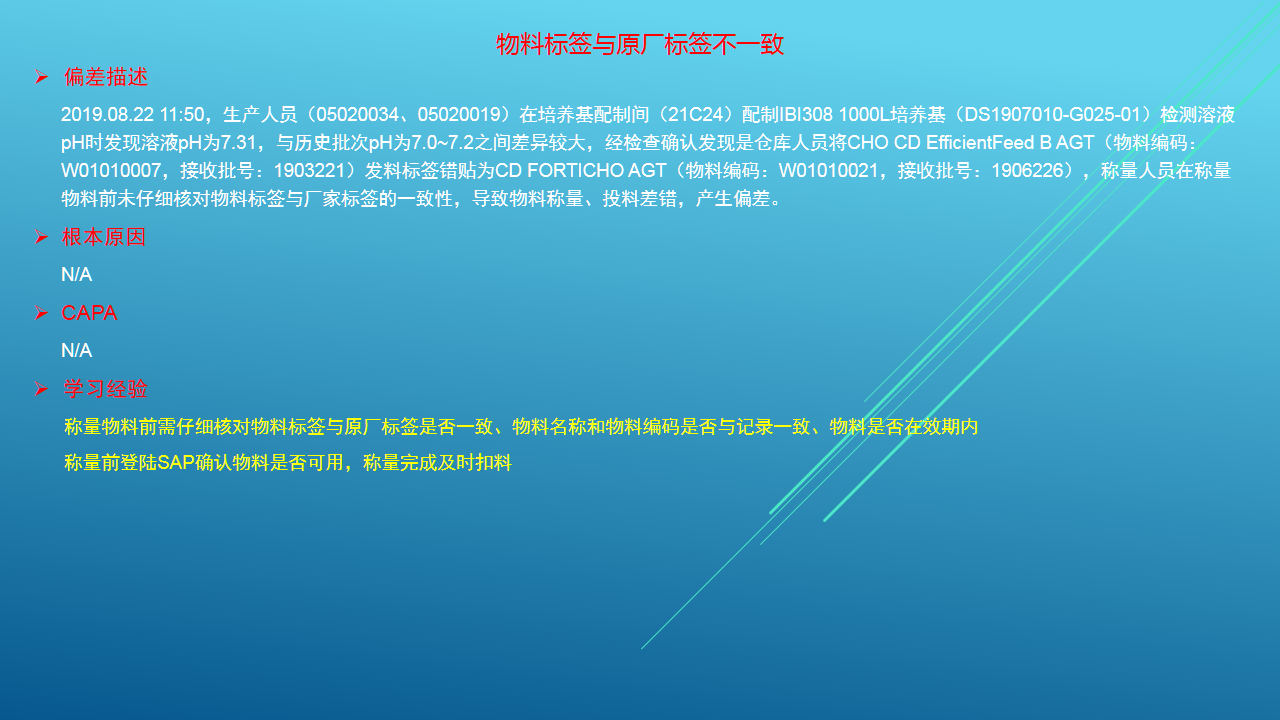 物料标签与原厂标签不一致
偏差描述
2019.08.22 11:50，生产人员（05020034、05020019）在培养基配制间（21C24）配制IBI308 1000L培养基（DS1907010-G025-01）检测溶液
pH时发现溶液pH为7.31，与历史批次pH为7.0~7.2之间差异较大，经检查确认发现是仓库人员将CHO CD EfficientFeed B AGT（物料编码：
W01010007，接收批号：1903221）发料标签错贴为CD FORTICHO AGT（物料编码：W01010021，接收批号：1906226），称量人员在称量
物料前未仔细核对物料标签与厂家标签的一致性，导致物料称量、投料差错，产生偏差。
根本原因
N/A
CAPA
N/A
学习经验
称量物料前需仔细核对物料标签与原厂标签是否一致、物料名称和物料编码是否与记录一致、物料是否在效期内
称量前登陆SAP确认物料是否可用，称量完成及时扣料